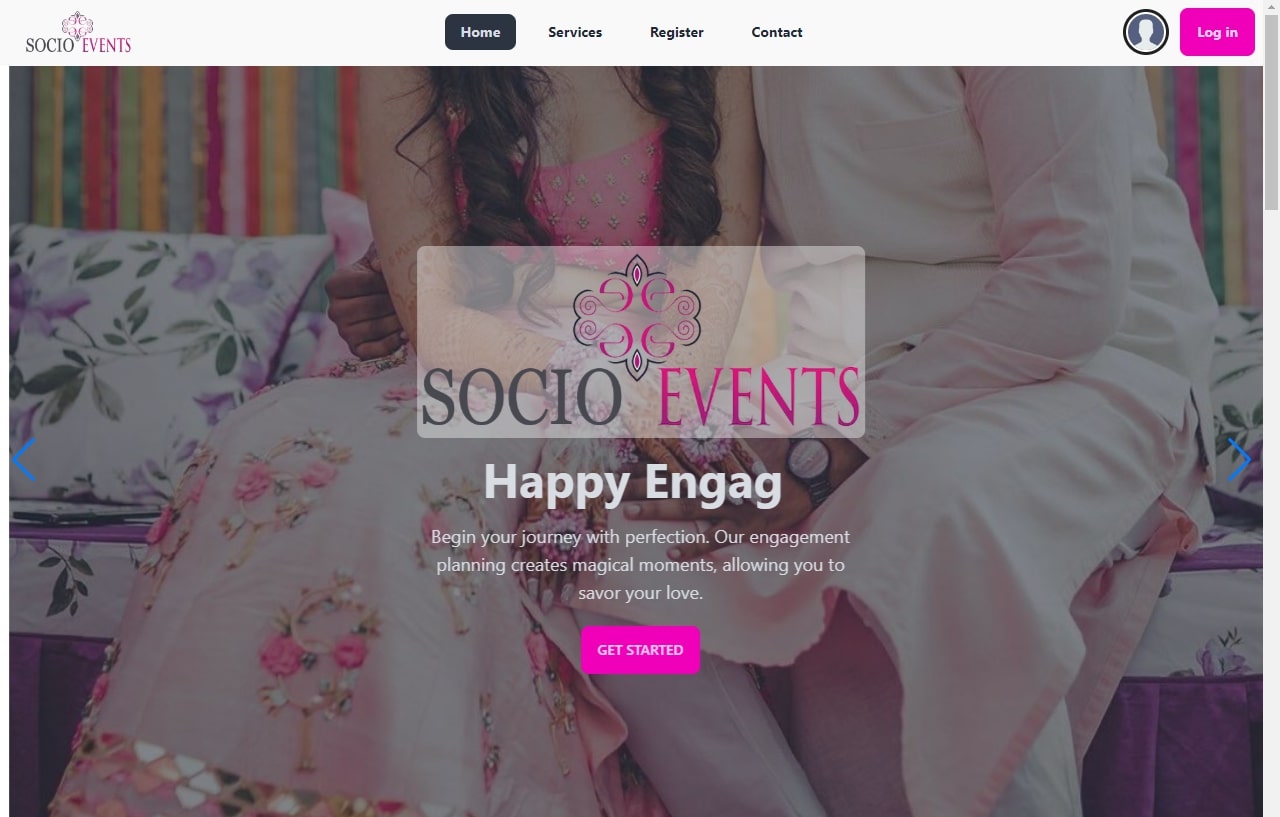 SOCIO EVENTS
Home
Services
Register
Contact
Log in
SOCIO EVENTS
Happy Engag
Begin your journey with perfection. Our engagement
planning creates magical moments, allowing you to
savor your love.
GET STARTED